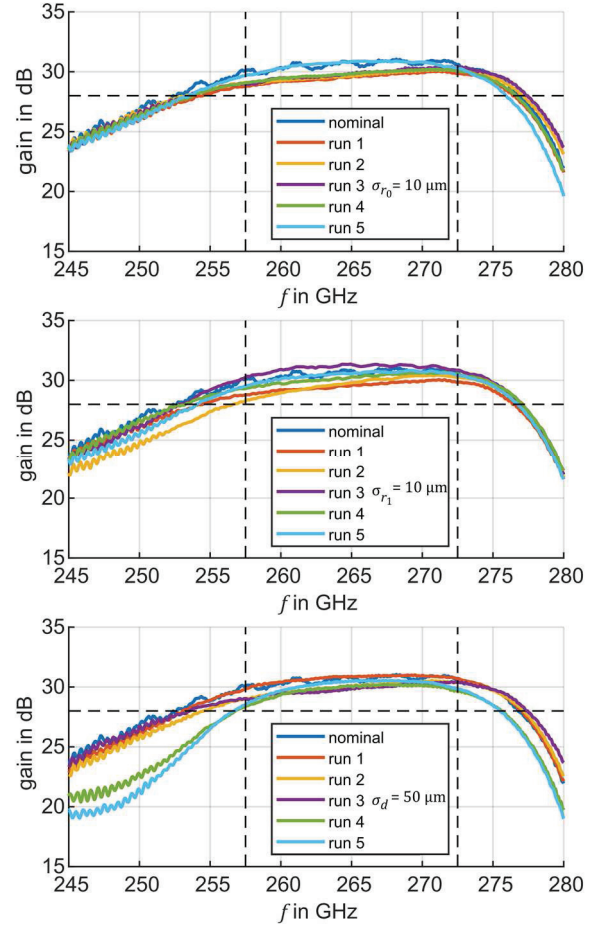 gain in dB
35
30
25
20
15
nominal
run 1
run 2
run 3 σr₀ = 10 μm
run 4
run 5
245 250 255 260 265 270 275 280
f in GHz
gain in dB
35
30
25
20
15
nominal
run 1
run 2
run 3 σr₁ = 10 μm
run 4
run 5
245 250 255 260 265 270 275 280
f in GHz
gain in dB
35
30
25
20
15
nominal
run 1
run 2
run 3 σd = 50 μm
run 4
run 5
245 250 255 260 265 270 275 280
f in GHz